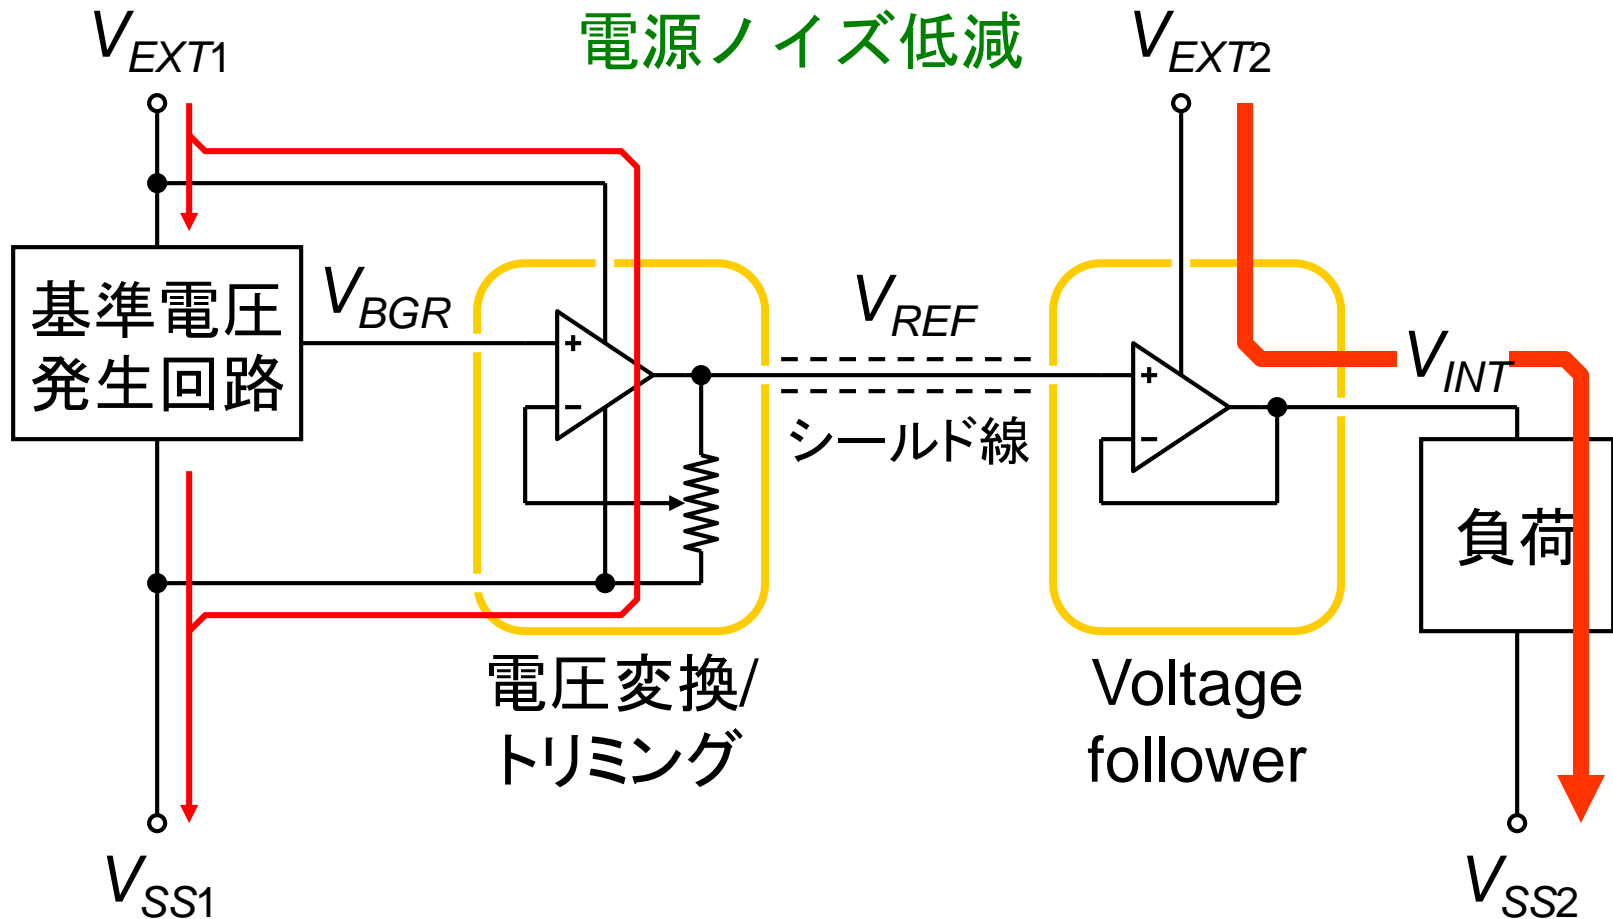 電源ノイズ低減
VEXT1
VEXT2
基準電圧
発生回路
VBGR
+
−
VREF
シールド線
+
−
VINT
負荷
電圧変換/
トリミング
Voltage
follower
VSS1
VSS2